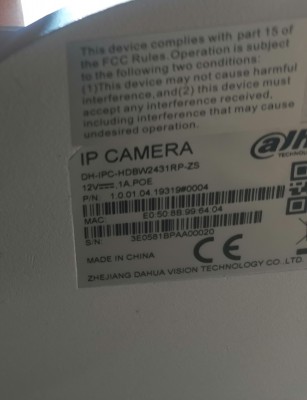 This device complies with part 15 of
the FCC Rules. Operation is subject
to the following two conditions:
(1)This device may not cause harmful
interference,and(2) this device must
accept any interference received,
including interference that may cause
undesired operation.
IP CAMERA
DH-IPC-HDBW2431RP-ZS
12V 1A,POE
P/N: 1.0.01.04.19319#0004
MAC: E0.50.8B.99.64.04
S/N: 3E0581BPAA00020
MADE IN CHINA
CE
ZHEJIANG DAHUA VISION TECHNOLOGY CO.,LTD